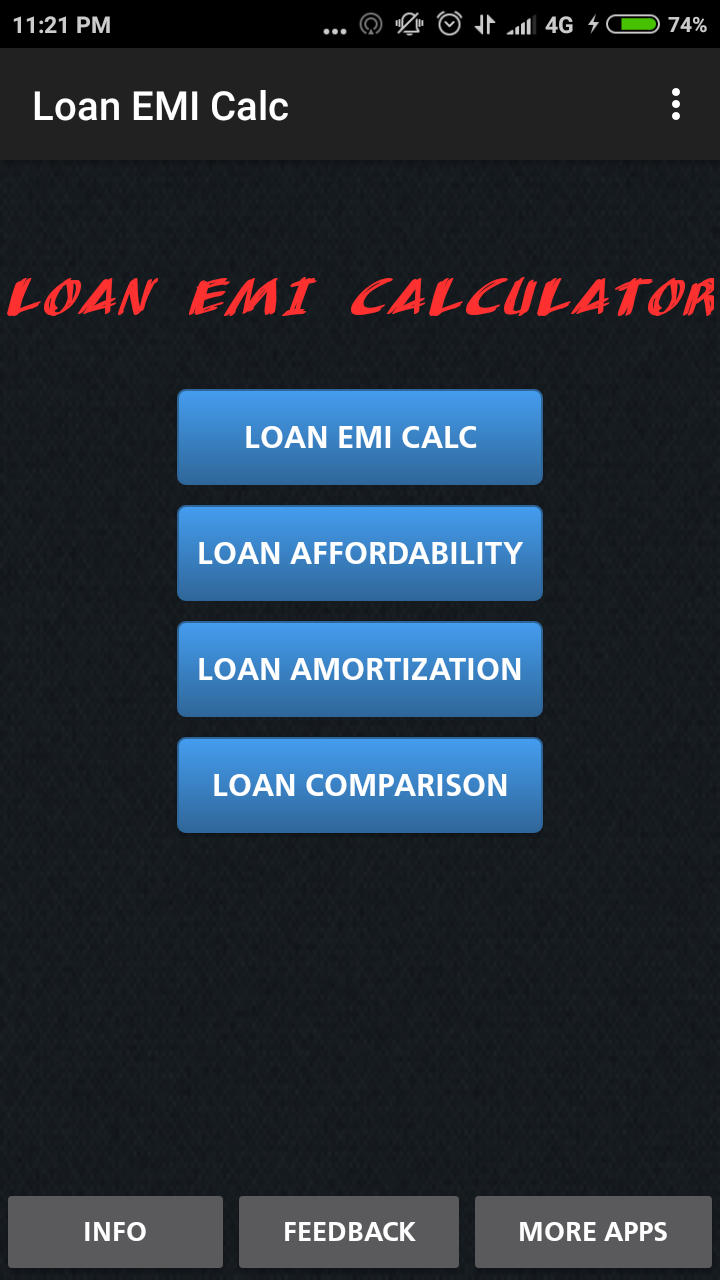 11:21 PM ... 4G 74%
Loan EMI Calc
LOAN EMI CALCULATOR
LOAN EMI CALC
LOAN AFFORDABILITY
LOAN AMORTIZATION
LOAN COMPARISON
INFO FEEDBACK MORE APPS